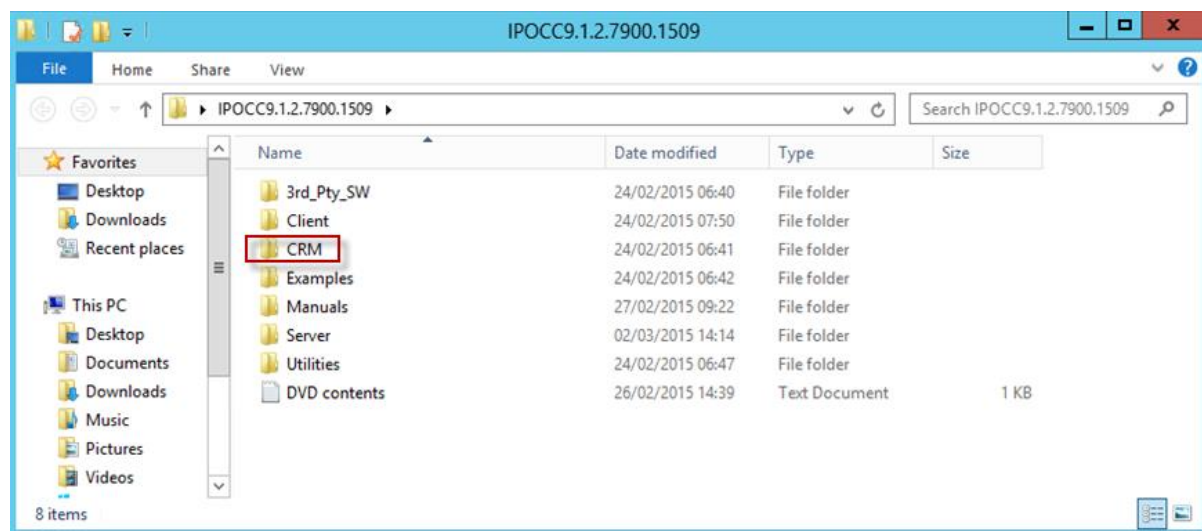 IPOCC9.1.2.7900.1509
File Home Share View
IPOCC9.1.2.7900.1509 Search IPOCC9.1.2.7900.1509
Name Date modified Type Size
Favorites
Desktop
Downloads
Recent places
This PC
Desktop
Documents
Downloads
Music
Pictures
Videos
3rd_Pty_SW 24/02/2015 06:40 File folder
Client 24/02/2015 07:50 File folder
CRM 24/02/2015 06:41 File folder
Examples 24/02/2015 06:42 File folder
Manuals 27/02/2015 09:22 File folder
Server 02/03/2015 14:14 File folder
Utilities 24/02/2015 06:47 File folder
DVD contents 26/02/2015 14:39 Text Document 1 KB
8 items